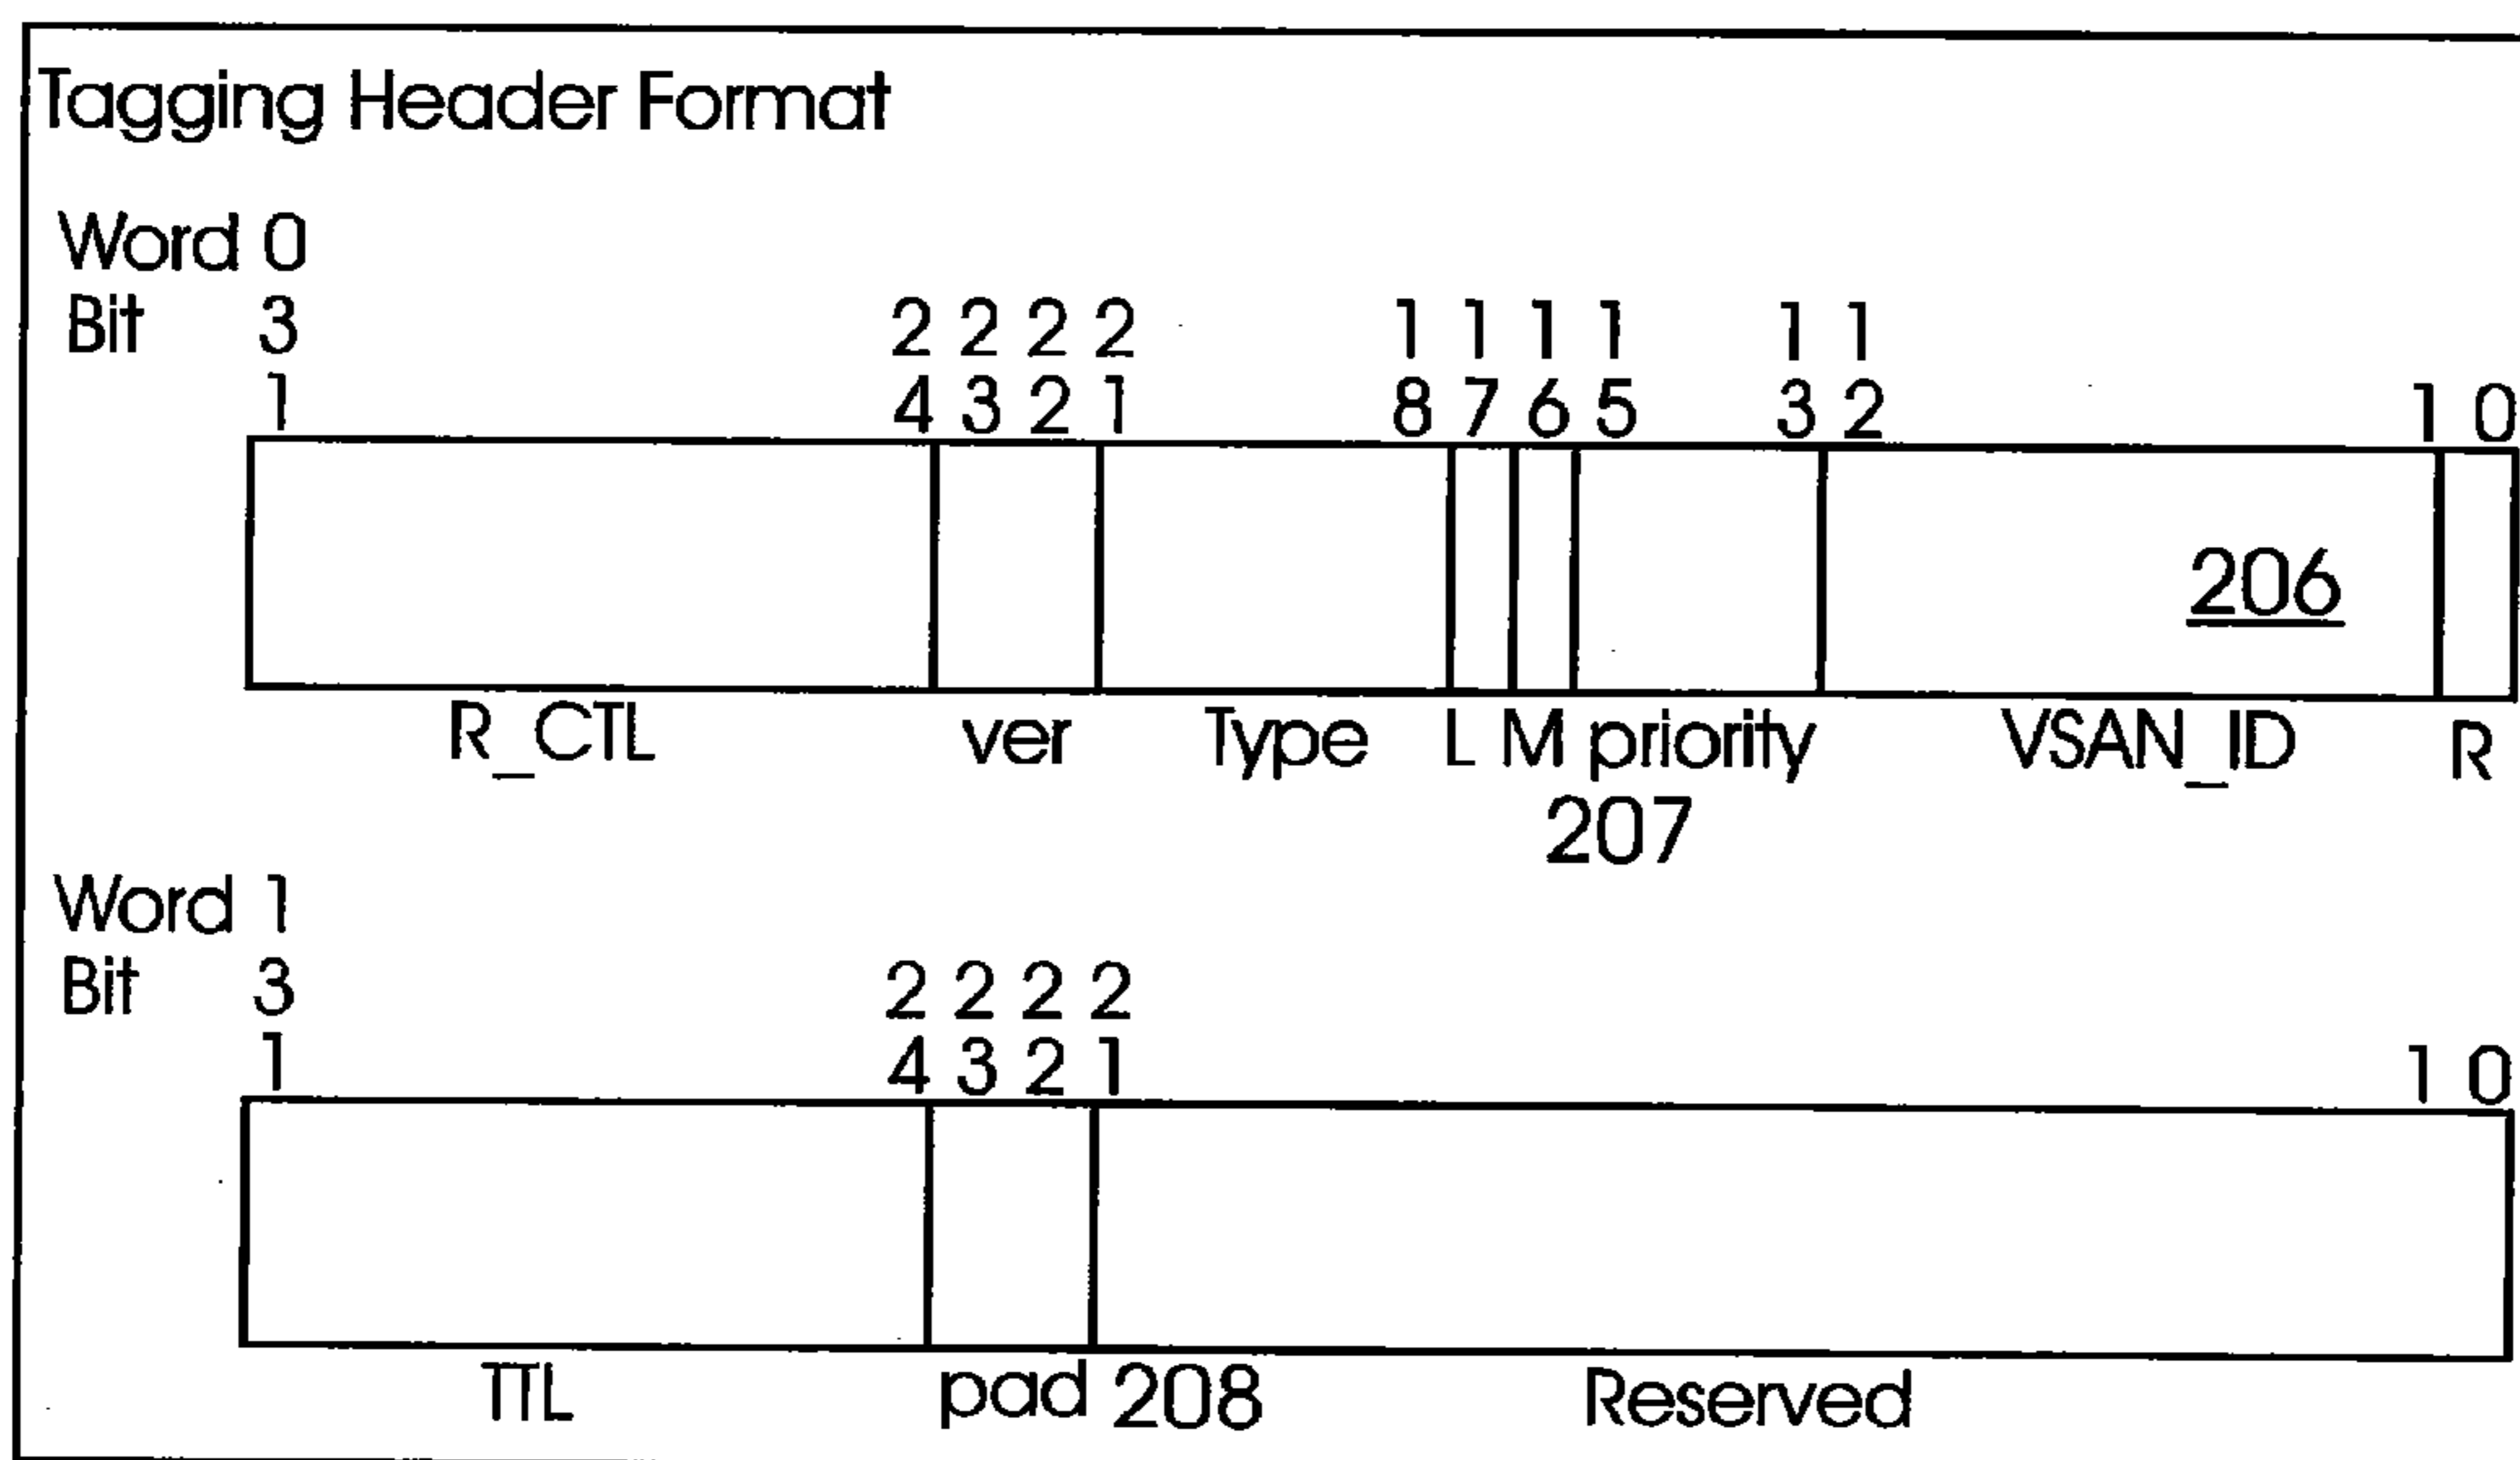 Tagging Header Format
Word 0
Bit 3 2 2 2 2 1 1 1 1 1 1
1 4 3 2 1 8 7 6 5 3 2 1 0
206
R_CTL ver Type L M priority VSAN_ID R
207
Word 1
Bit 3 2 2 2 2
1 4 3 2 1 1 0
TTL pad 208 Reserved